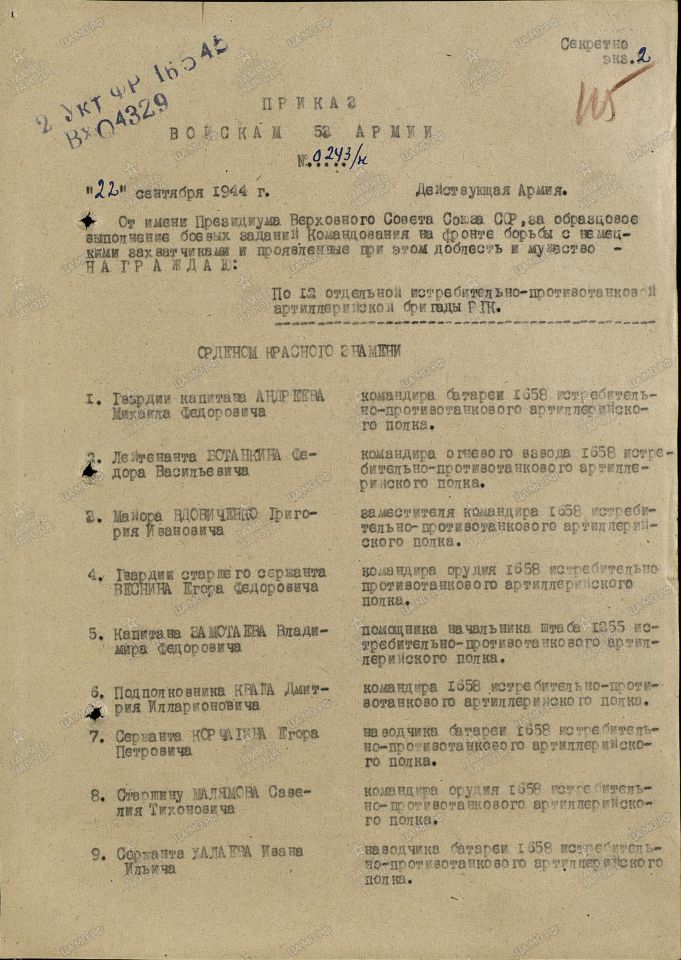 Секретно
экз. 2
115
2 Укт ФР 16545
Вх 04329
ПРИКАЗ
ВОЙСКАМ 52 АРМИИ
№ 0243/н
"22" сентября 1944 г. Действующая Армия.
От имени Президиума Верховного Совета Союза ССР, за образцовое
выполнение боевых заданий Командования на фронте борьбы с немец-
кими захватчиками и проявленные при этом доблесть и мужество -
НАГРАЖДАЮ:
По 12 отдельной истребительно-противотанковой
артиллерийской бригады РГК.
ОРДЕНОМ КРАСНОГО ЗНАМЕНИ
1. Гвардии капитана АНДРЕЕВА командира батареи 1658 истребитель-
Михаила Федоровича но-противотанкового артиллерийско-
го полка.
2. Лейтенанта БОТАНКИНА Фе- командира огневого взвода 1658 истре-
дора Васильевича бительно-противотанкового артилле-
рийского полка.
3. Майора ВДОВИЧЕНКО Григо- заместителя командира 1658 истреби-
рия Ивановича тельно-противотанкового артиллерий-
ского полка.
4. Гвардии старшего сержанта командира орудия 1658 истребительно
ВЕСНИНА Егора Федоровича противотанкового артиллерийского
полка.
5. Капитана ЗАМОТАЕВА Влади- помощника начальника штаба 1255 ис-
мира Федоровича требительно-противотанкового артил-
лерийского полка.
6. Подполковника КВАТА Дмит- командира 1658 истребительно-проти-
рия Илларионовича вотанкового артиллерийского полка.
7. Сержанта КОРЧАГИНА Егора наводчика батареи 1658 истребитель-
Петровича но-противотанкового артиллерийско-
го полка.
8. Старшину МАЛЯМОВА Саве- командира орудия 1658 истребитель-
лия Тихоновича но-противотанкового артиллерийско-
го полка.
9. Сержанта ХАЛАЕВА Ивана наводчика батареи 1658 истребитель-
Ильича но-противотанкового артиллерийского
полка.